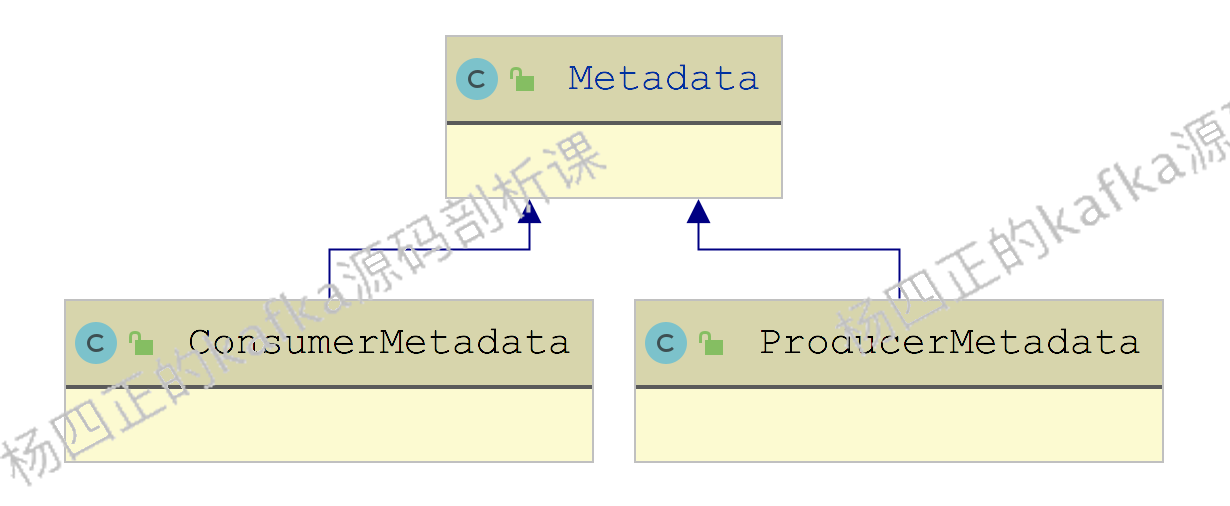 C Metadata
杨四正的kafka源码剖析课
杨四正的kafka源码
C ConsumerMetadata
C ProducerMetadata